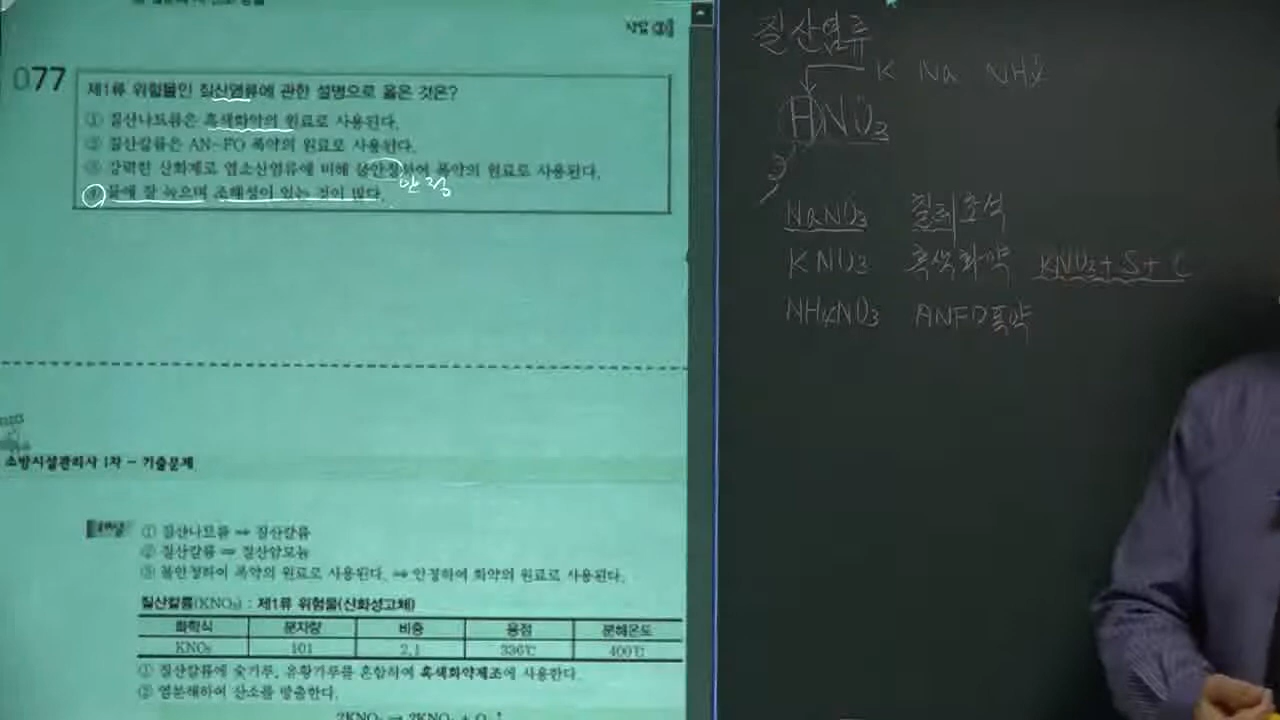 077
제1류 위험물인 질산염류에 관한 설명으로 옳은 것은?
① 질산나트륨은 흑색화약의 원료로 사용된다.
② 질산칼륨은 AN-FO 폭약의 원료로 사용된다.
③ 강력한 산화제로 염소산염류에 비해 불안정하여 폭약의 원료로 사용된다.
안정
④ 물에 잘 녹으며 조해성이 있는 것이 많다.
소방시설관리사 1차 - 기출문제
해설 ① 질산나트륨 ⇒ 질산칼륨
② 질산칼륨 ⇒ 질산암모늄
③ 불안정하여 폭약의 원료로 사용된다. ⇒ 안정하여 화약의 원료로 사용된다.
질산칼륨(KNO₃) : 제1류 위험물(산화성고체)
화학식 분자량 비중 융점 분해온도
KNO₃ 101 2.1 336℃ 400℃
① 질산칼륨에 숯가루, 유황가루를 혼합하여 흑색화약제조에 사용한다.
② 열분해하여 산소를 방출한다.
2KNO₃ → 2KNO₂ + O₂↑
질산염류
K Na NH₄
HNO₃
NaNO₃ 칠레초석
KNO₃ 흑색화약 KNO₃+S+C
NH₄NO₃ ANFO폭약